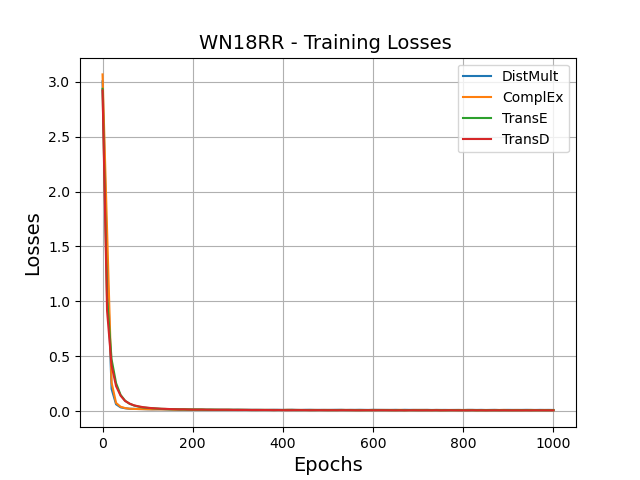 WN18RR - Training Losses
DistMult
ComplEx
TransE
TransD
Losses
3.0
2.5
2.0
1.5
1.0
0.5
0.0
0 200 400 600 800 1000
Epochs